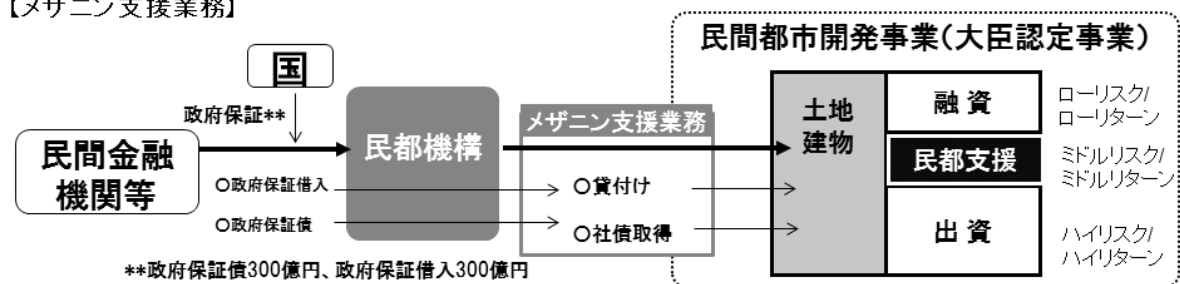 【メザニン支援業務】
民間都市開発事業(大臣認定事業)
国
政府保証**
民間金融
機関等
民都機構
○政府保証借入
○政府保証債
メザニン支援業務
○貸付け
○社債取得
土地
建物
融 資
民都支援
出 資
ローリスク/
ローリターン
ミドルリスク/
ミドルリターン
ハイリスク/
ハイリターン
**政府保証債300億円、政府保証借入300億円